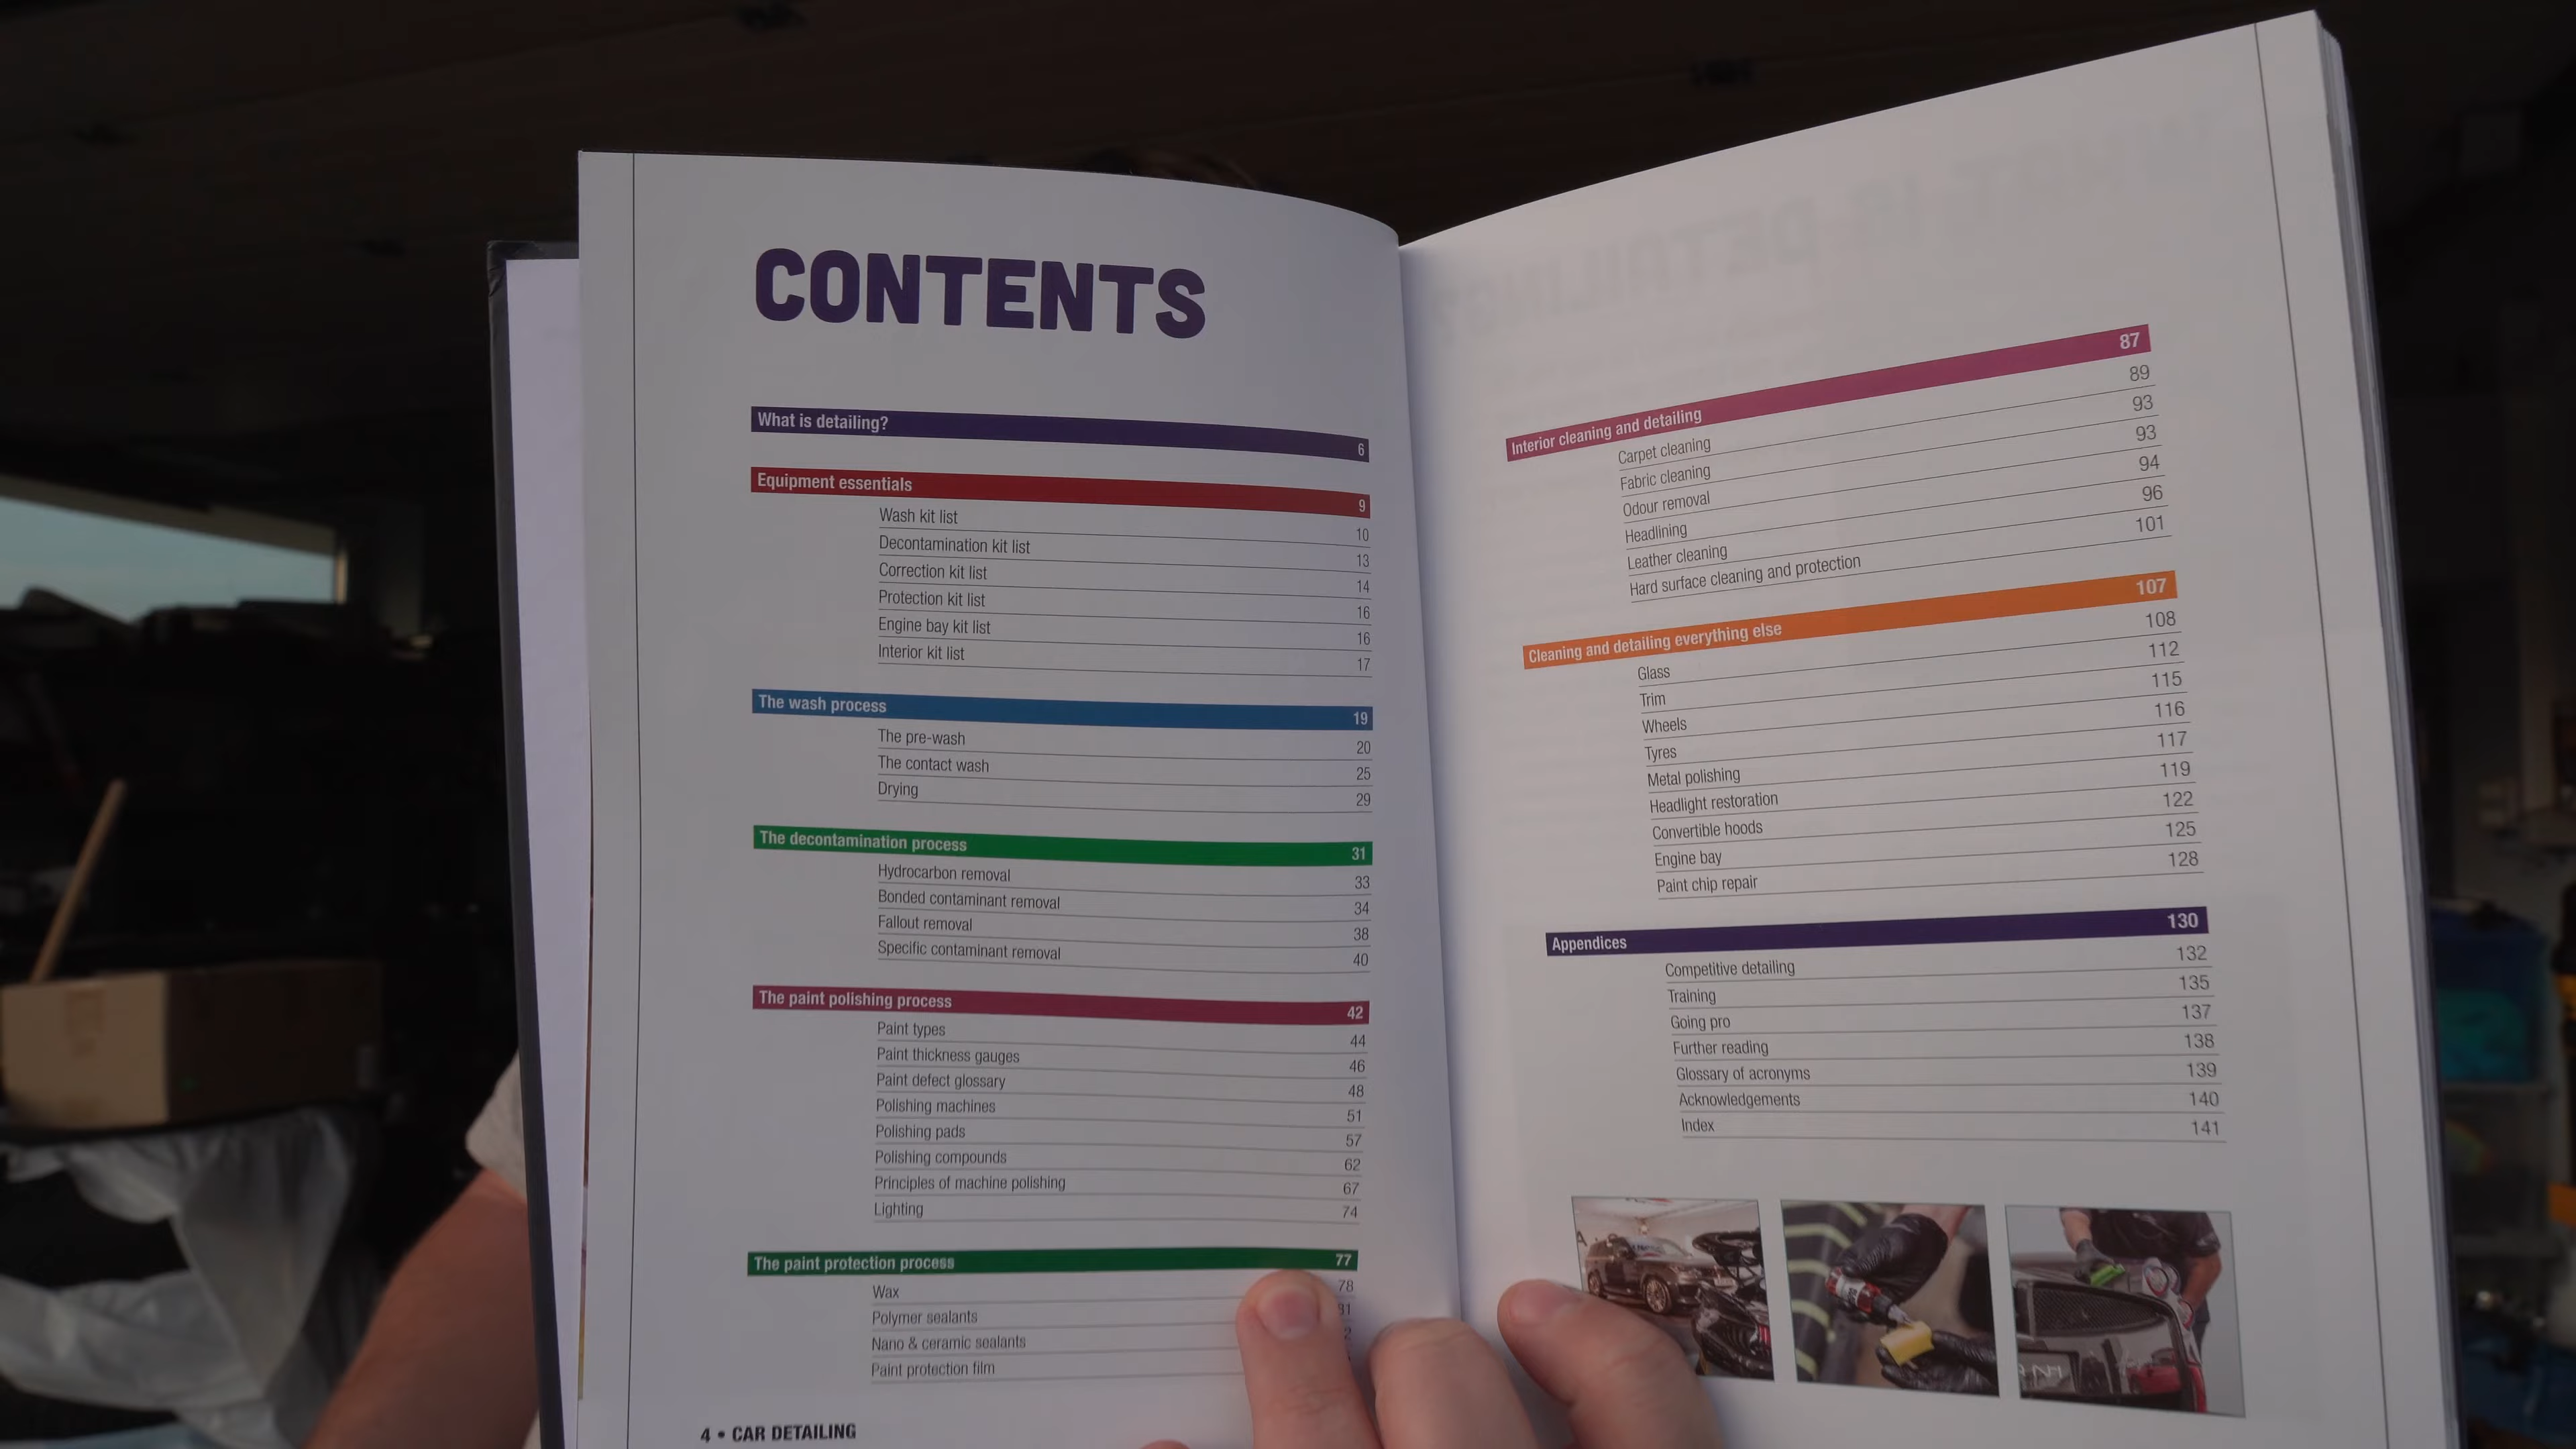 CONTENTS
What is detailing? 6
Equipment essentials 9
Wash kit list 10
Decontamination kit list 13
Correction kit list 14
Protection kit list 16
Engine bay kit list 16
Interior kit list 17
The wash process 19
The pre-wash 20
The contact wash 25
Drying 29
The decontamination process 31
Hydrocarbon removal 33
Bonded contaminant removal 34
Fallout removal 38
Specific contaminant removal 40
The paint polishing process 42
Paint types 44
Paint thickness gauges 46
Paint defect glossary 48
Polishing machines 51
Polishing pads 57
Polishing compounds 62
Principles of machine polishing 67
Lighting 74
The paint protection process 77
Wax 78
Polymer sealants
Nano & ceramic sealants
Paint protection film
4 • CAR DETAILING
Interior cleaning and detailing 87
Carpet cleaning 89
Fabric cleaning 93
Odour removal 93
Headlining 94
Leather cleaning 96
Hard surface cleaning and protection 101
Cleaning and detailing everything else 107
Glass 108
Trim 112
Wheels 115
Tyres 116
Metal polishing 117
Headlight restoration 119
Convertible hoods 122
Engine bay 125
Paint chip repair 128
Appendices 130
Competitive detailing 132
Training 135
Going pro 137
Further reading 138
Glossary of acronyms 139
Acknowledgements 140
Index 141